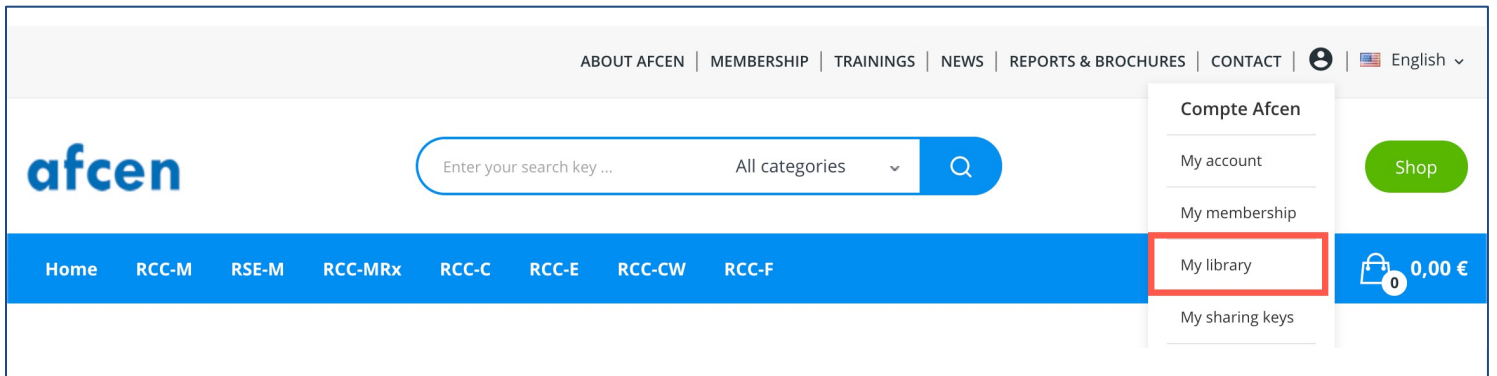 ABOUT AFCEN | MEMBERSHIP | TRAININGS | NEWS | REPORTS & BROCHURES | CONTACT | | English
Compte Afcen
My account
My membership
My library
My sharing keys
afcen
Enter your search key ... All categories
Shop
Home RCC-M RSE-M RCC-MRx RCC-C RCC-E RCC-CW RCC-F
0 0,00 €